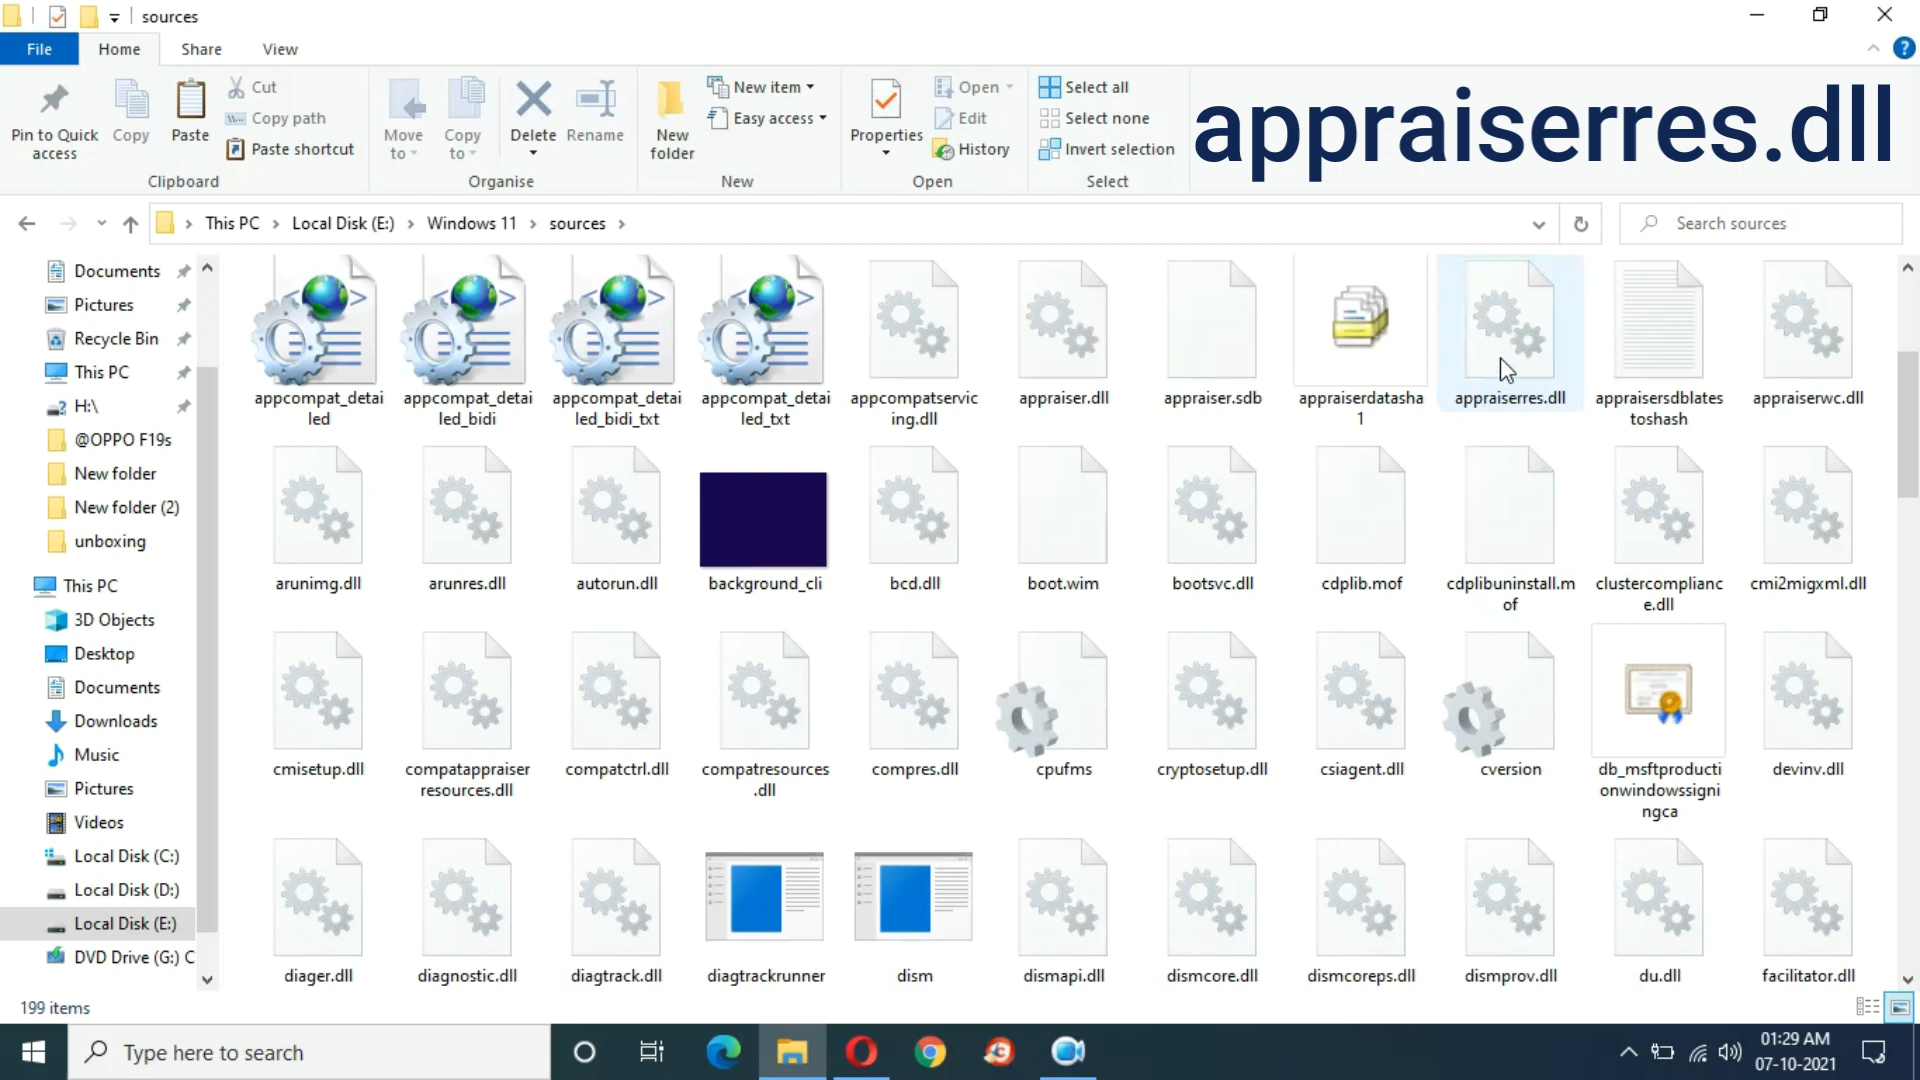 sources
File
Home
Share
View
Pin to Quick
access
Copy
Paste
Cut
Copy path
Paste shortcut
Clipboard
Move
to
Copy
to
Delete
Rename
Organise
New
folder
New item
Easy access
New
Properties
Open
Edit
History
Open
Select all
Select none
Invert selection
Select
appraiserres.dll
This PC
Local Disk (E:)
Windows 11
sources
Search sources
Documents
Pictures
Recycle Bin
This PC
H:\
@OPPO F19s
New folder
New folder (2)
unboxing
This PC
3D Objects
Desktop
Documents
Downloads
Music
Pictures
Videos
Local Disk (C:)
Local Disk (D:)
Local Disk (E:)
DVD Drive (G:) C
appcompat_detai
led
appcompat_detai
led_bidi
appcompat_detai
led_bidi_txt
appcompat_detai
led_txt
appcompatservic
ing.dll
appraiser.dll
appraiser.sdb
appraiserdatasha
1
appraiserres.dll
appraisersdblates
toshash
appraiserwc.dll
arunimg.dll
arunres.dll
autorun.dll
background_cli
bcd.dll
boot.wim
bootsvc.dll
cdplib.mof
cdplibuninstall.m
of
clustercomplianc
e.dll
cmi2migxml.dll
cmisetup.dll
compatappraiser
resources.dll
compatctrl.dll
compatresources
.dll
compres.dll
cpufms
cryptosetup.dll
csiagent.dll
cversion
db_msftproducti
onwindowssigni
ngca
devinv.dll
diager.dll
diagnostic.dll
diagtrack.dll
diagtrackrunner
dism
dismapi.dll
dismcore.dll
dismcoreps.dll
dismprov.dll
du.dll
facilitator.dll
199 items
Type here to search
01:29 AM
07-10-2021